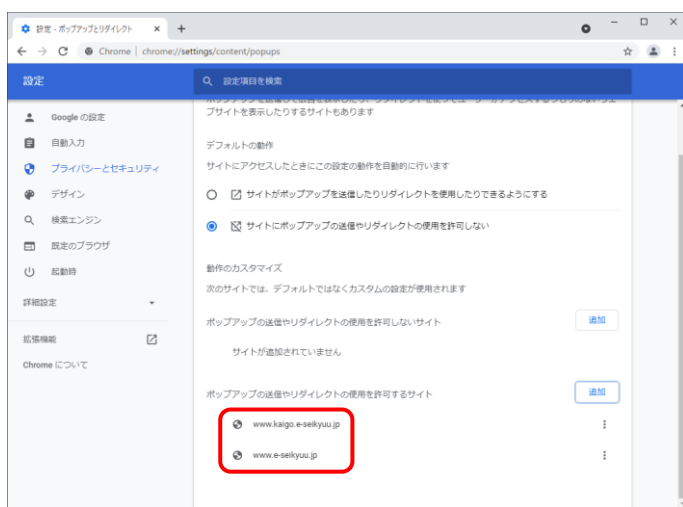 設定 - ポップアップとリダイレクト
Chrome | chrome://settings/content/popups
設定
設定項目を検索
プサイトを表示したりするサイトもあります
Google の設定
自動入力
プライバシーとセキュリティ
デザイン
検索エンジン
既定のブラウザ
起動時
詳細設定
拡張機能
Chrome について
デフォルトの動作
サイトにアクセスしたときにこの設定の動作を自動的に行います
サイトがポップアップを送信したりリダイレクトを使用したりできるようにする
サイトにポップアップの送信やリダイレクトの使用を許可しない
動作のカスタマイズ
次のサイトでは、デフォルトではなくカスタムの設定が使用されます
ポップアップの送信やリダイレクトの使用を許可しないサイト
追加
サイトが追加されていません
ポップアップの送信やリダイレクトの使用を許可するサイト
追加
www.kaigo.e-seikyuu.jp
www.e-seikyuu.jp